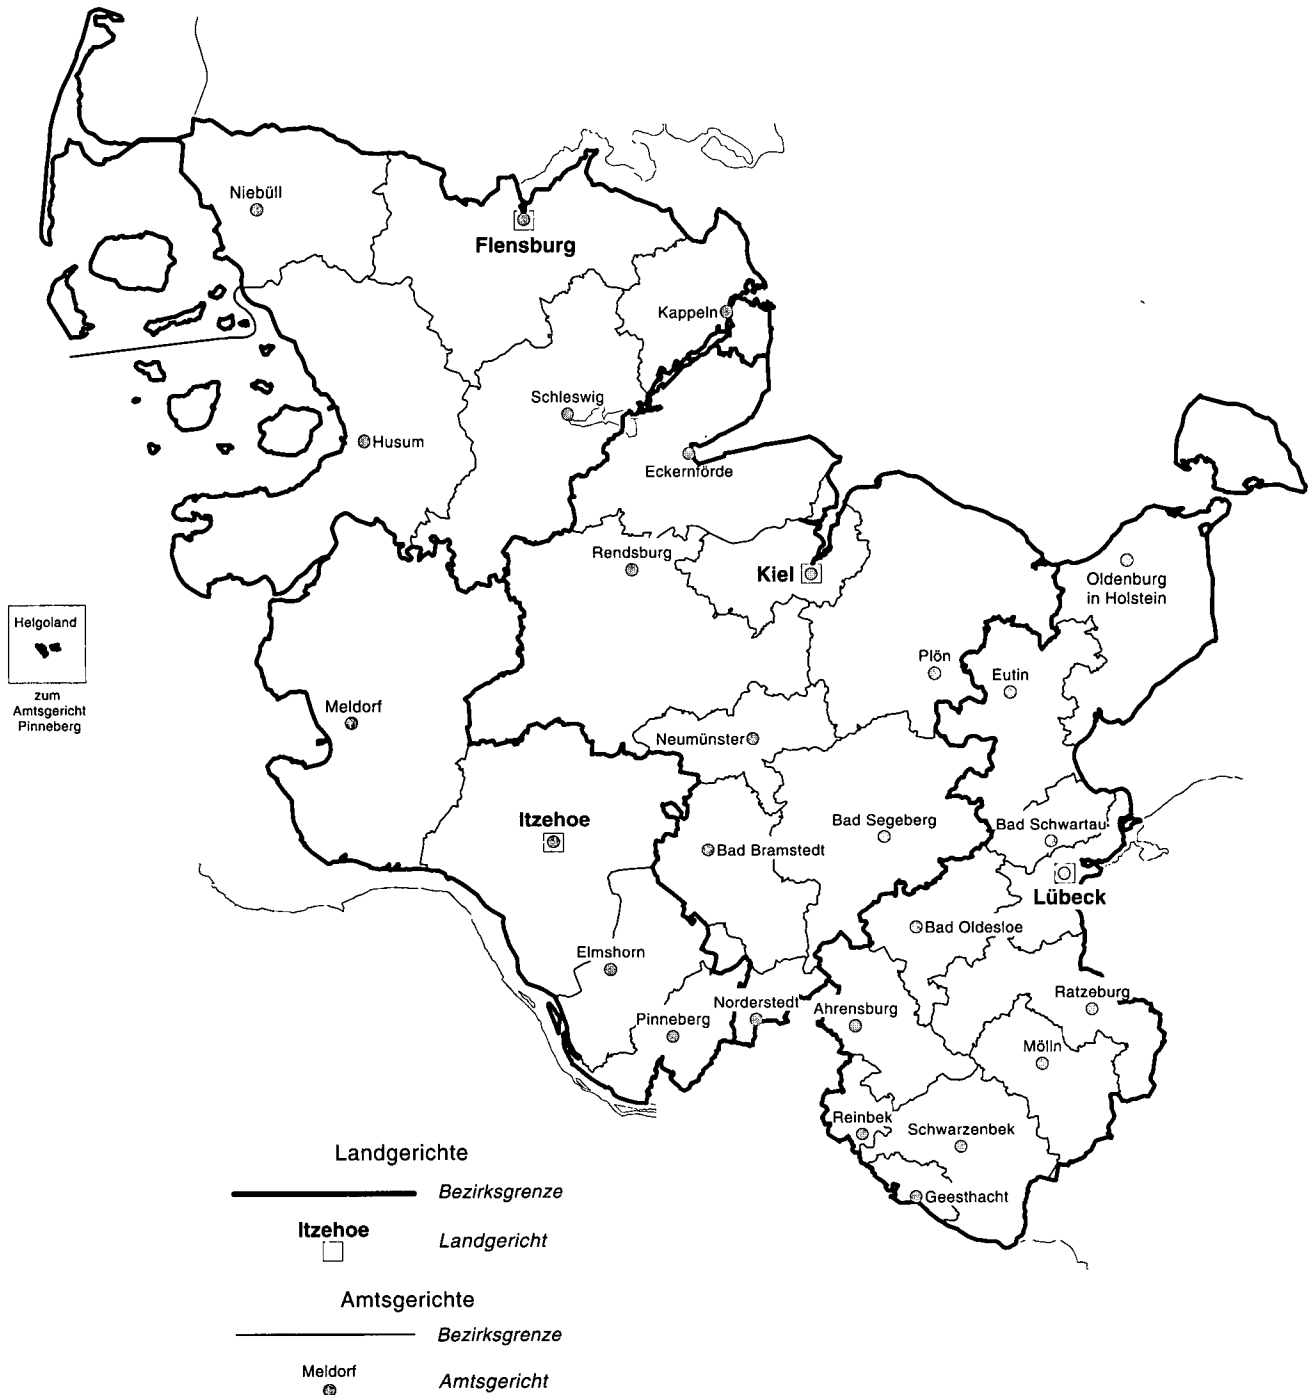 Niebüll
Flensburg
Kappeln
Schleswig
Husum
Eckernförde
Rendsburg
Kiel
Oldenburg
in Holstein
Helgoland
zum
Amtsgericht
Pinneberg
Plön
Eutin
Meldorf
Neumünster
Itzehoe
Bad Segeberg
Bad Schwartau
Bad Bramstedt
Lübeck
Bad Oldesloe
Elmshorn
Ratzeburg
Norderstedt
Ahrensburg
Pinneberg
Mölln
Reinbek
Schwarzenbek
Geesthacht
Landgerichte
Bezirksgrenze
Itzehoe
Landgericht
Amtsgerichte
Bezirksgrenze
Meldorf
Amtsgericht